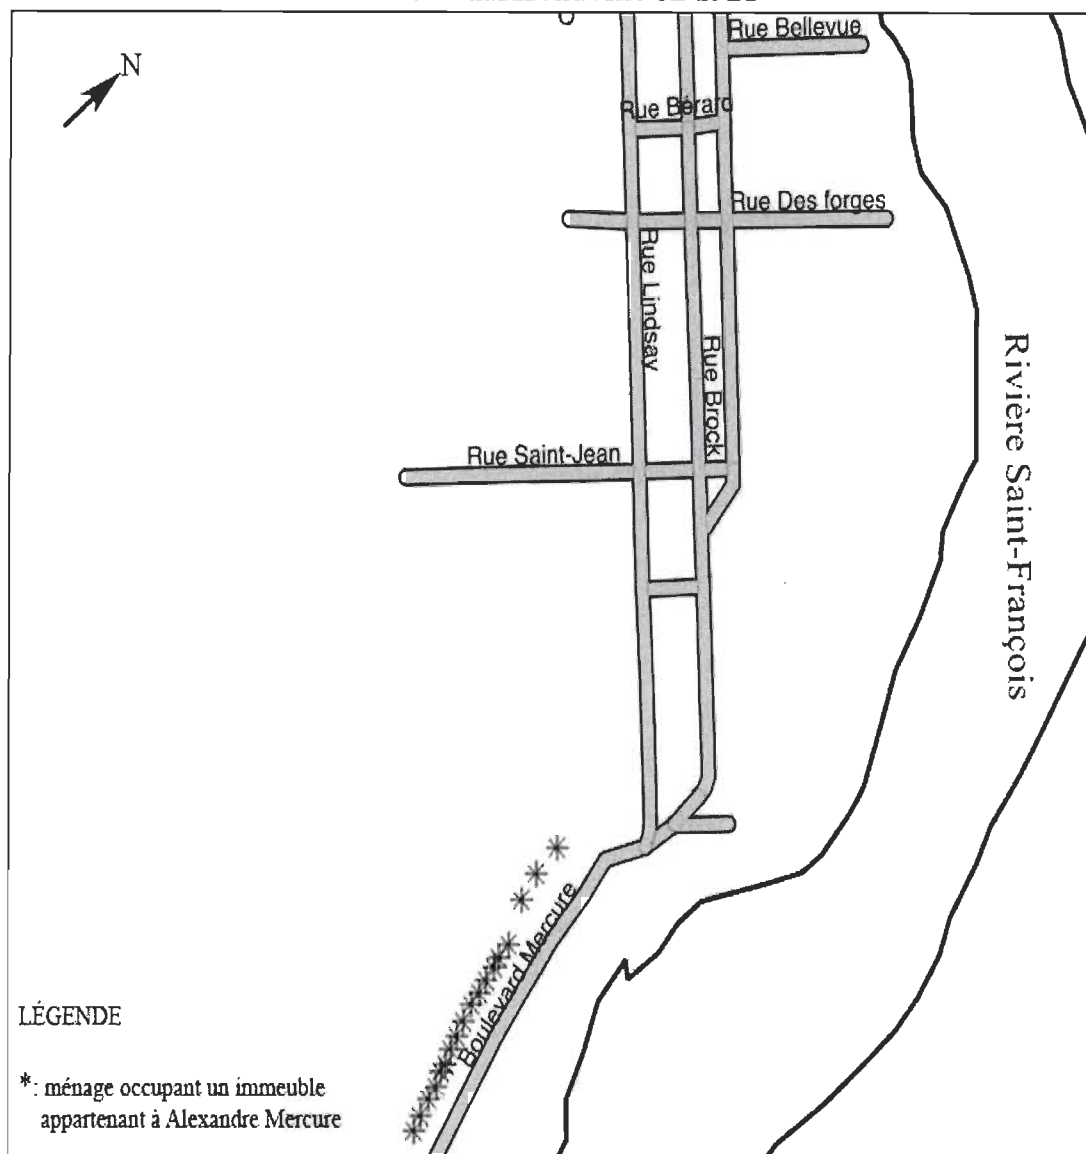 N
Rue Bellevue
Rue Bérard
Rue Des forges
Rue Lindsay
Rue Brock
Rue Saint-Jean
Rivière Saint-François
Boulevard Mercure
LÉGENDE
*: ménage occupant un immeuble
appartenant à Alexandre Mercure